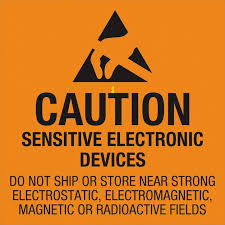 CAUTION
SENSITIVE ELECTRONIC
DEVICES
DO NOT SHIP OR STORE NEAR STRONG
ELECTROSTATIC, ELECTROMAGNETIC,
MAGNETIC OR RADIOACTIVE FIELDS